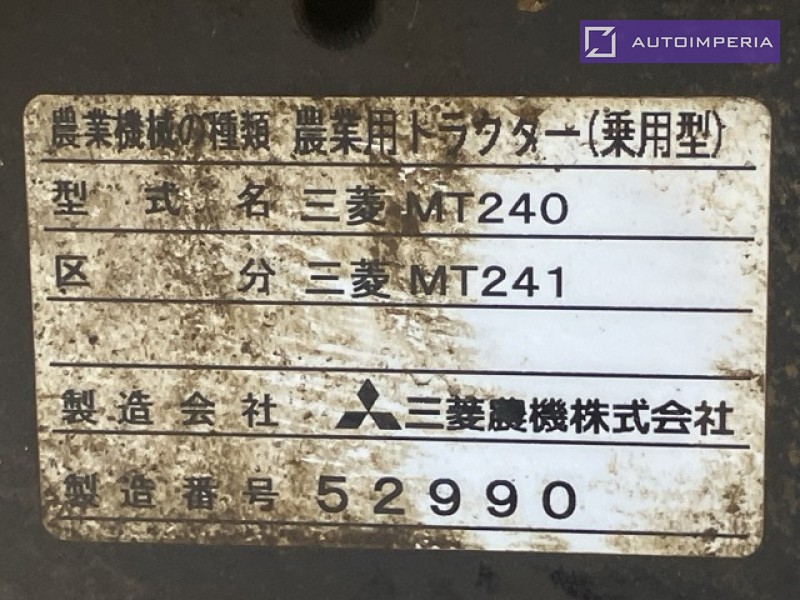 AUTOIMPERIA
農業機械の種類 農業用トラクター(乗用型)
型式名 三菱 MT240
区分 三菱 MT241
製造会社 三菱農機株式会社
製造番号 52990